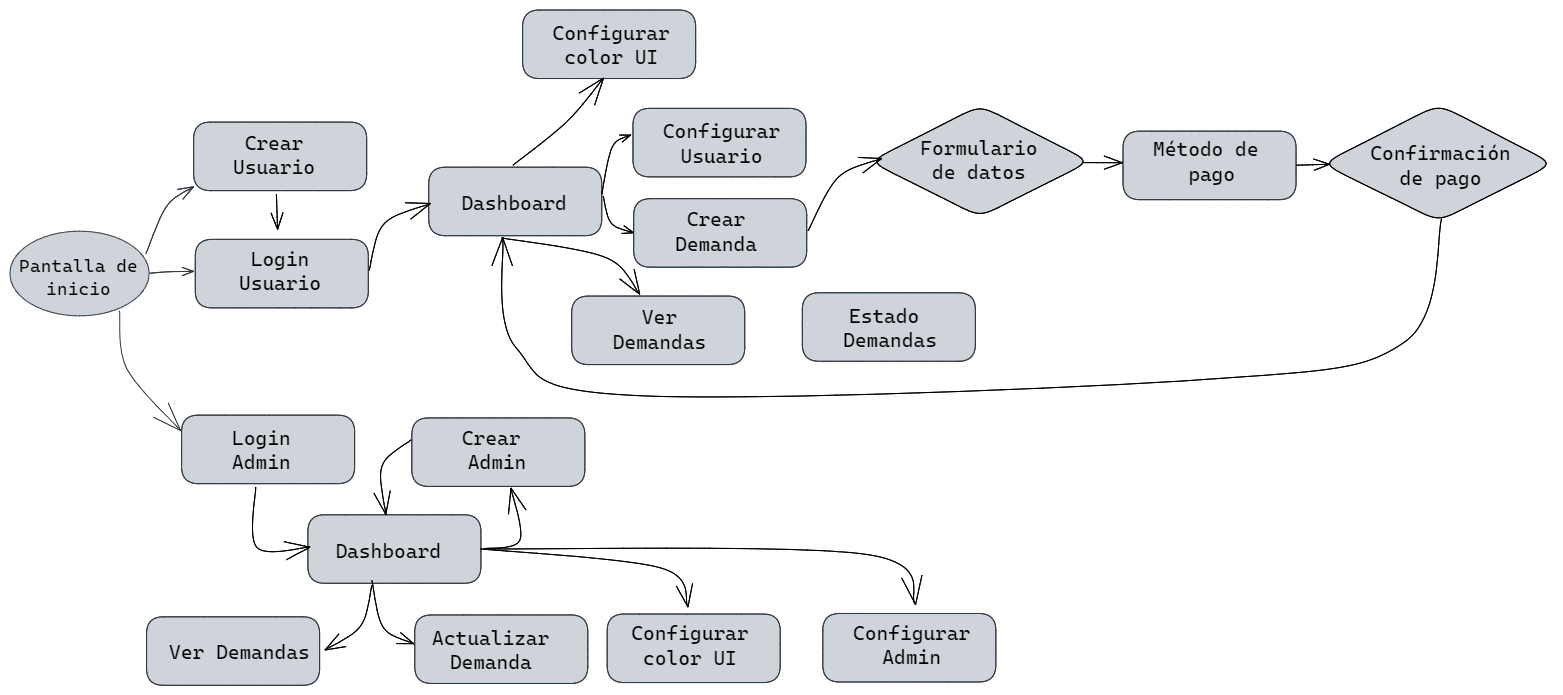 Configurar
color UI
Crear
Usuario
Configurar
Usuario
Formulario
de datos
Método de
pago
Confirmación
de pago
Dashboard
Crear
Demanda
Pantalla de
inicio
Login
Usuario
Ver
Demandas
Estado
Demandas
Login
Admin
Crear
Admin
Dashboard
Ver Demandas
Actualizar
Demanda
Configurar
color UI
Configurar
Admin